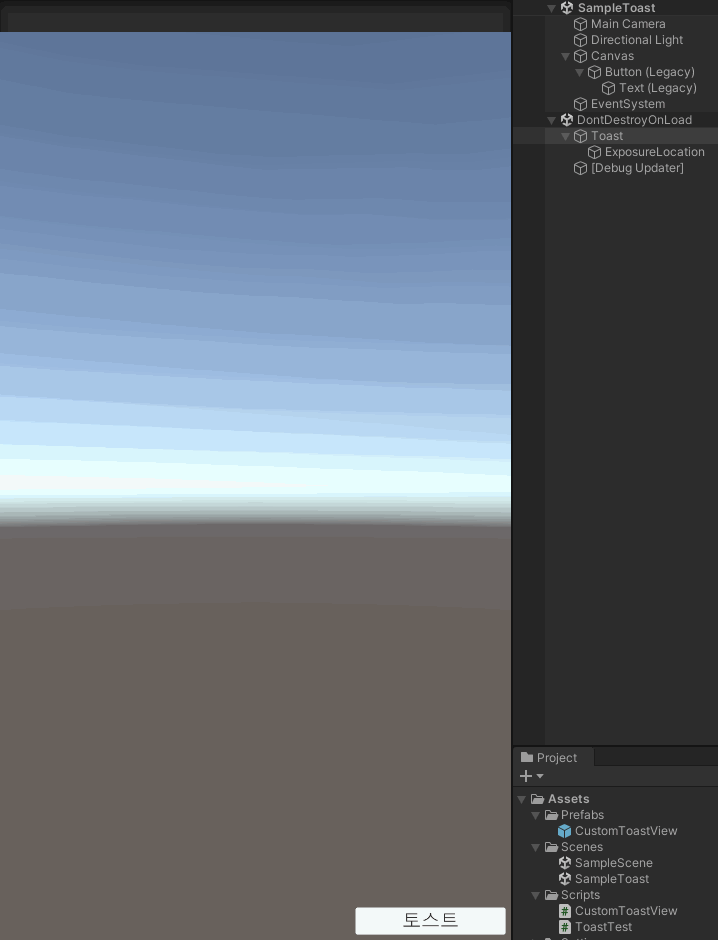 SampleToast
Main Camera
Directional Light
Canvas
Button (Legacy)
Text (Legacy)
EventSystem
DontDestroyOnLoad
Toast
ExposureLocation
[Debug Updater]
Project
Assets
Prefabs
CustomToastView
Scenes
SampleScene
SampleToast
Scripts
CustomToastView
ToastTest
토스트